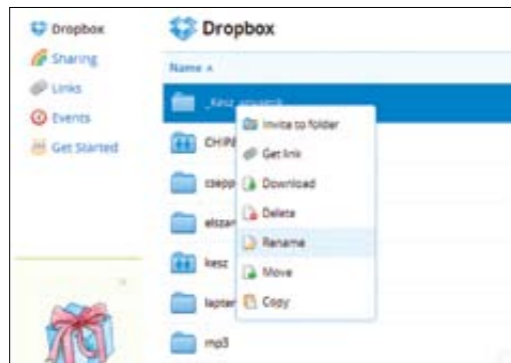 Dropbox
Sharing
Links
Events
Get Started
Dropbox
Name
_Kesz
Invite to folder
Get link
Download
Delete
Rename
Move
Copy
kesz
mp3